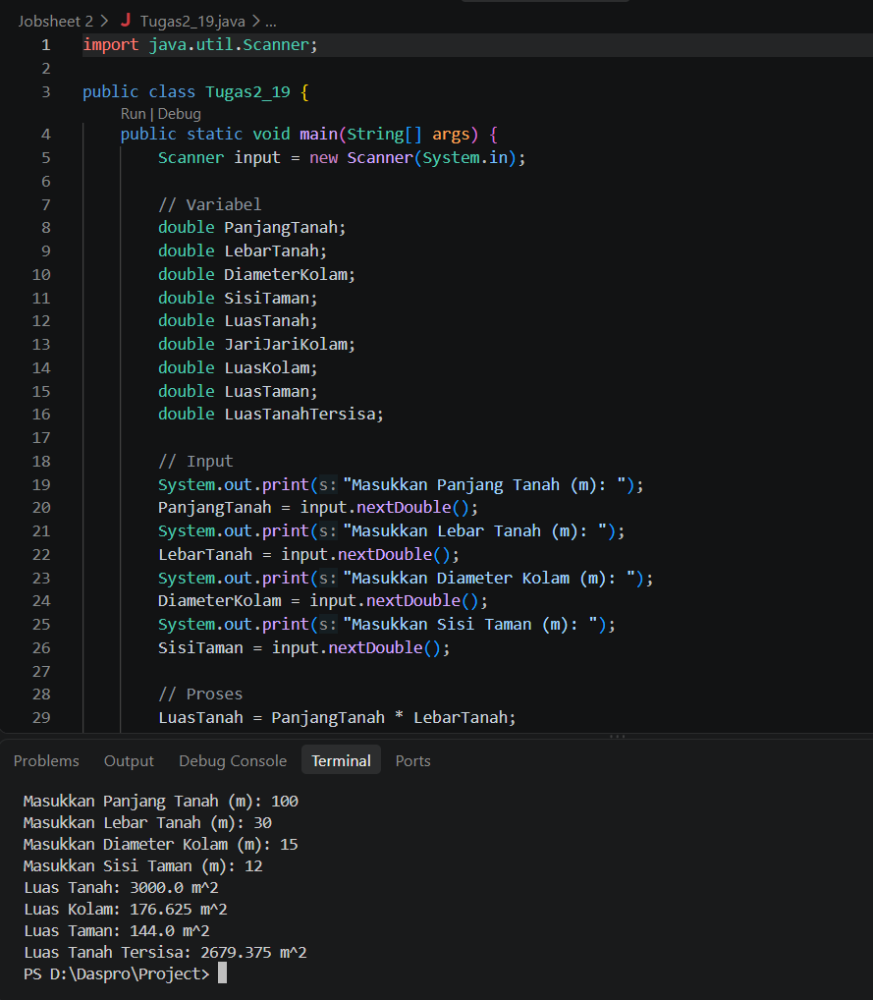 Jobsheet 2 > J Tugas2_19.java > ...
1 import java.util.Scanner;
2
3 public class Tugas2_19 {
Run | Debug
4 public static void main(String[] args) {
5 Scanner input = new Scanner(System.in);
6
7 // Variabel
8 double PanjangTanah;
9 double LebarTanah;
10 double DiameterKolam;
11 double SisiTaman;
12 double LuasTanah;
13 double JariJariKolam;
14 double LuasKolam;
15 double LuasTaman;
16 double LuasTanahTersisa;
17
18 // Input
19 System.out.print(s: "Masukkan Panjang Tanah (m): ");
20 PanjangTanah = input.nextDouble();
21 System.out.print(s: "Masukkan Lebar Tanah (m): ");
22 LebarTanah = input.nextDouble();
23 System.out.print(s: "Masukkan Diameter Kolam (m): ");
24 DiameterKolam = input.nextDouble();
25 System.out.print(s: "Masukkan Sisi Taman (m): ");
26 SisiTaman = input.nextDouble();
27
28 // Proses
29 LuasTanah = PanjangTanah * LebarTanah;
Problems Output Debug Console Terminal Ports
Masukkan Panjang Tanah (m): 100
Masukkan Lebar Tanah (m): 30
Masukkan Diameter Kolam (m): 15
Masukkan Sisi Taman (m): 12
Luas Tanah: 3000.0 m^2
Luas Kolam: 176.625 m^2
Luas Taman: 144.0 m^2
Luas Tanah Tersisa: 2679.375 m^2
PS D:\Daspro\Project>